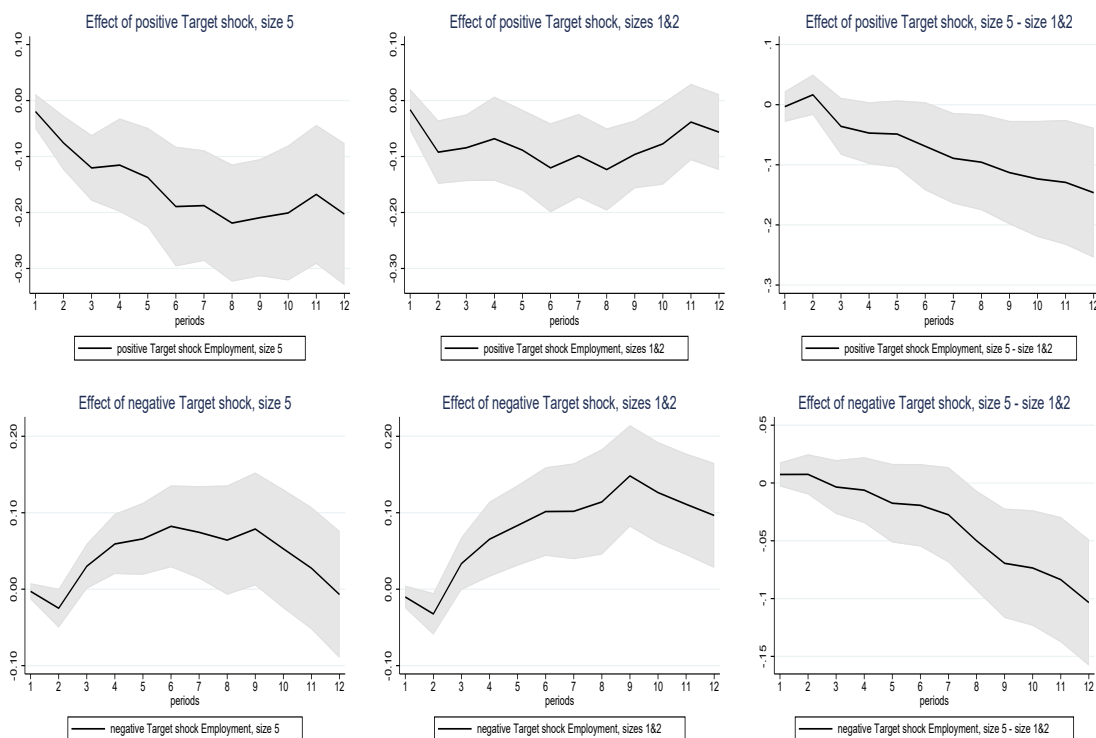 Effect of positive Target shock, size 5
0.10
0.00
-0.10
-0.20
-0.30
1 2 3 4 5 6 7 8 9 10 11 12
periods
positive Target shock Employment, size 5
Effect of positive Target shock, sizes 1&2
0.10
0.00
-0.10
-0.20
-0.30
1 2 3 4 5 6 7 8 9 10 11 12
periods
positive Target shock Employment, sizes 1&2
Effect of positive Target shock, size 5 - size 1&2
.1
0
-.1
-.2
-.3
1 2 3 4 5 6 7 8 9 10 11 12
periods
positive Target shock Employment, size 5 - size 1&2
Effect of negative Target shock, size 5
0.20
0.10
0.00
-0.10
1 2 3 4 5 6 7 8 9 10 11 12
periods
negative Target shock Employment, size 5
Effect of negative Target shock, sizes 1&2
0.20
0.10
0.00
-0.10
1 2 3 4 5 6 7 8 9 10 11 12
periods
negative Target shock Employment, sizes 1&2
Effect of negative Target shock, size 5 - size 1&2
.05
0
-.05
-.1
-.15
1 2 3 4 5 6 7 8 9 10 11 12
periods
negative Target shock Employment, size 5 - size 1&2